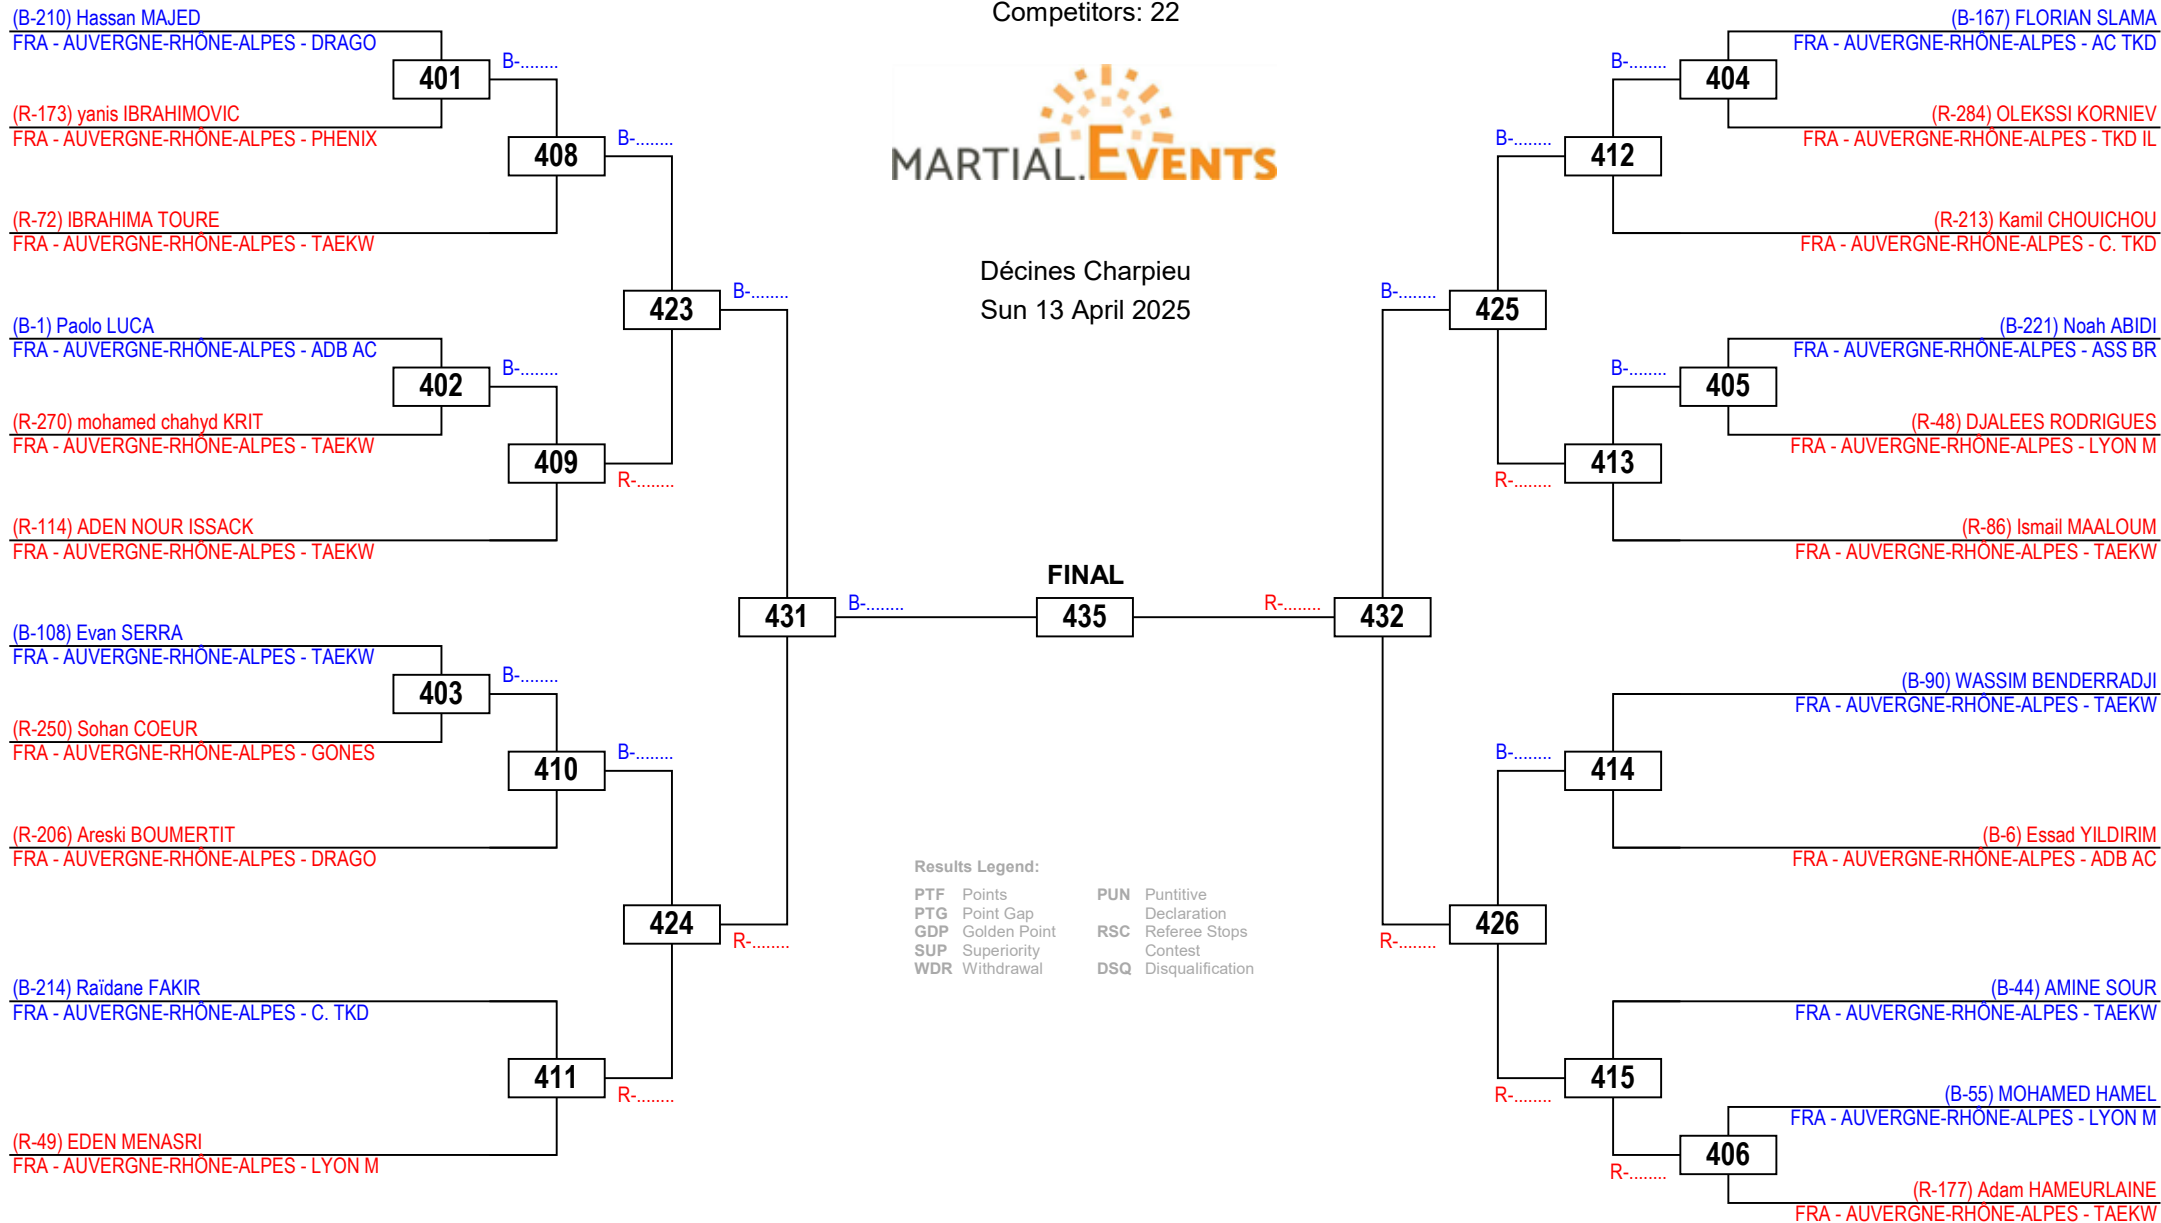 Competitors: 22
MARTIAL.EVENTS
Décines Charpieu
Sun 13 April 2025
(B-210) Hassan MAJED
FRA - AUVERGNE-RHÔNE-ALPES - DRAGO
401
B-........
(R-173) yanis IBRAHIMOVIC
FRA - AUVERGNE-RHÔNE-ALPES - PHENIX
408
B-........
(R-72) IBRAHIMA TOURE
FRA - AUVERGNE-RHÔNE-ALPES - TAEKW
423
B-........
(B-1) Paolo LUCA
FRA - AUVERGNE-RHÔNE-ALPES - ADB AC
402
B-........
(R-270) mohamed chahyd KRIT
FRA - AUVERGNE-RHÔNE-ALPES - TAEKW
409
R-........
(R-114) ADEN NOUR ISSACK
FRA - AUVERGNE-RHÔNE-ALPES - TAEKW
431
B-........
(B-108) Evan SERRA
FRA - AUVERGNE-RHÔNE-ALPES - TAEKW
403
B-........
(R-250) Sohan COEUR
FRA - AUVERGNE-RHÔNE-ALPES - GONES
410
B-........
(R-206) Areski BOUMERTIT
FRA - AUVERGNE-RHÔNE-ALPES - DRAGO
424
R-........
(B-214) Raïdane FAKIR
FRA - AUVERGNE-RHÔNE-ALPES - C. TKD
411
R-........
(R-49) EDEN MENASRI
FRA - AUVERGNE-RHÔNE-ALPES - LYON M
FINAL
435
Results Legend:
PTF Points
PTG Point Gap
GDP Golden Point
SUP Superiority
WDR Withdrawal
PUN Puntitive
Declaration
RSC Referee Stops
Contest
DSQ Disqualification
(B-167) FLORIAN SLAMA
FRA - AUVERGNE-RHÔNE-ALPES - AC TKD
B-........
404
(R-284) OLEKSSI KORNIEV
FRA - AUVERGNE-RHÔNE-ALPES - TKD IL
B-........
412
(R-213) Kamil CHOUICHOU
FRA - AUVERGNE-RHÔNE-ALPES - C. TKD
B-........
425
(B-221) Noah ABIDI
FRA - AUVERGNE-RHÔNE-ALPES - ASS BR
B-........
405
(R-48) DJALEES RODRIGUES
FRA - AUVERGNE-RHÔNE-ALPES - LYON M
R-........
413
(R-86) Ismail MAALOUM
FRA - AUVERGNE-RHÔNE-ALPES - TAEKW
R-........
432
(B-90) WASSIM BENDERRADJI
FRA - AUVERGNE-RHÔNE-ALPES - TAEKW
B-........
414
(B-6) Essad YILDIRIM
FRA - AUVERGNE-RHÔNE-ALPES - ADB AC
R-........
426
(B-44) AMINE SOUR
FRA - AUVERGNE-RHÔNE-ALPES - TAEKW
R-........
415
(B-55) MOHAMED HAMEL
FRA - AUVERGNE-RHÔNE-ALPES - LYON M
R-........
406
(R-177) Adam HAMEURLAINE
FRA - AUVERGNE-RHÔNE-ALPES - TAEKW